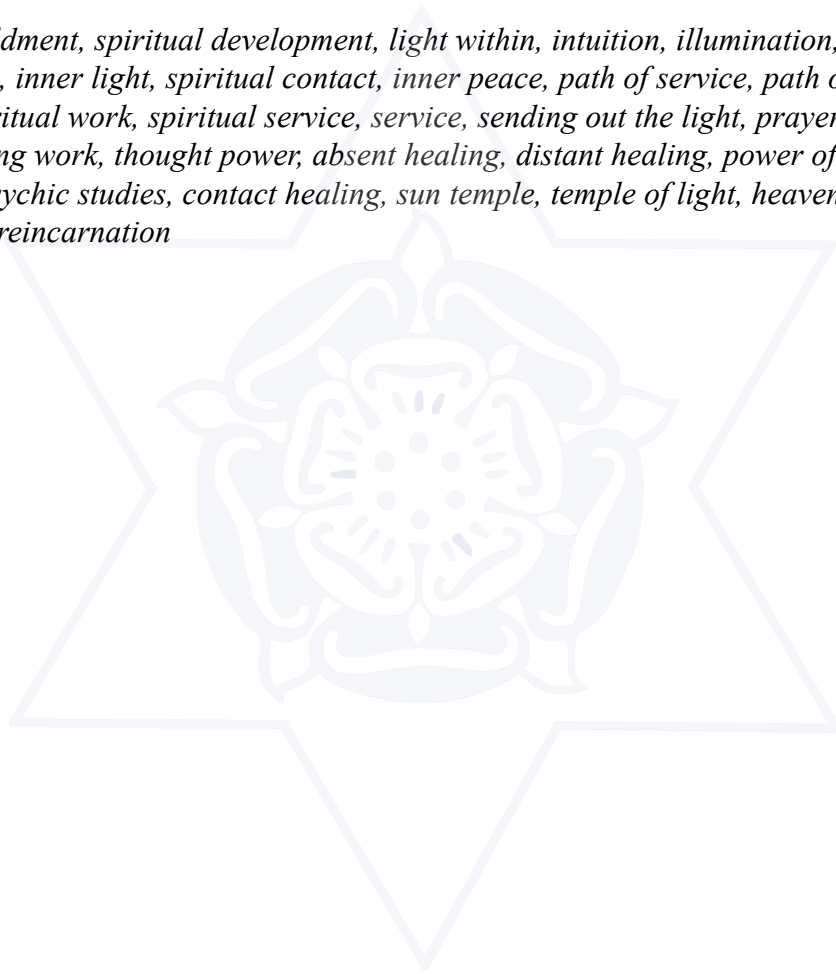 dment, spiritual development, light within, intuition, illumination,
, inner light, spiritual contact, inner peace, path of service, path o
ritual work, spiritual service, service, sending out the light, prayer
ng work, thought power, absent healing, distant healing, power of
ychic studies, contact healing, sun temple, temple of light, heaven
reincarnation